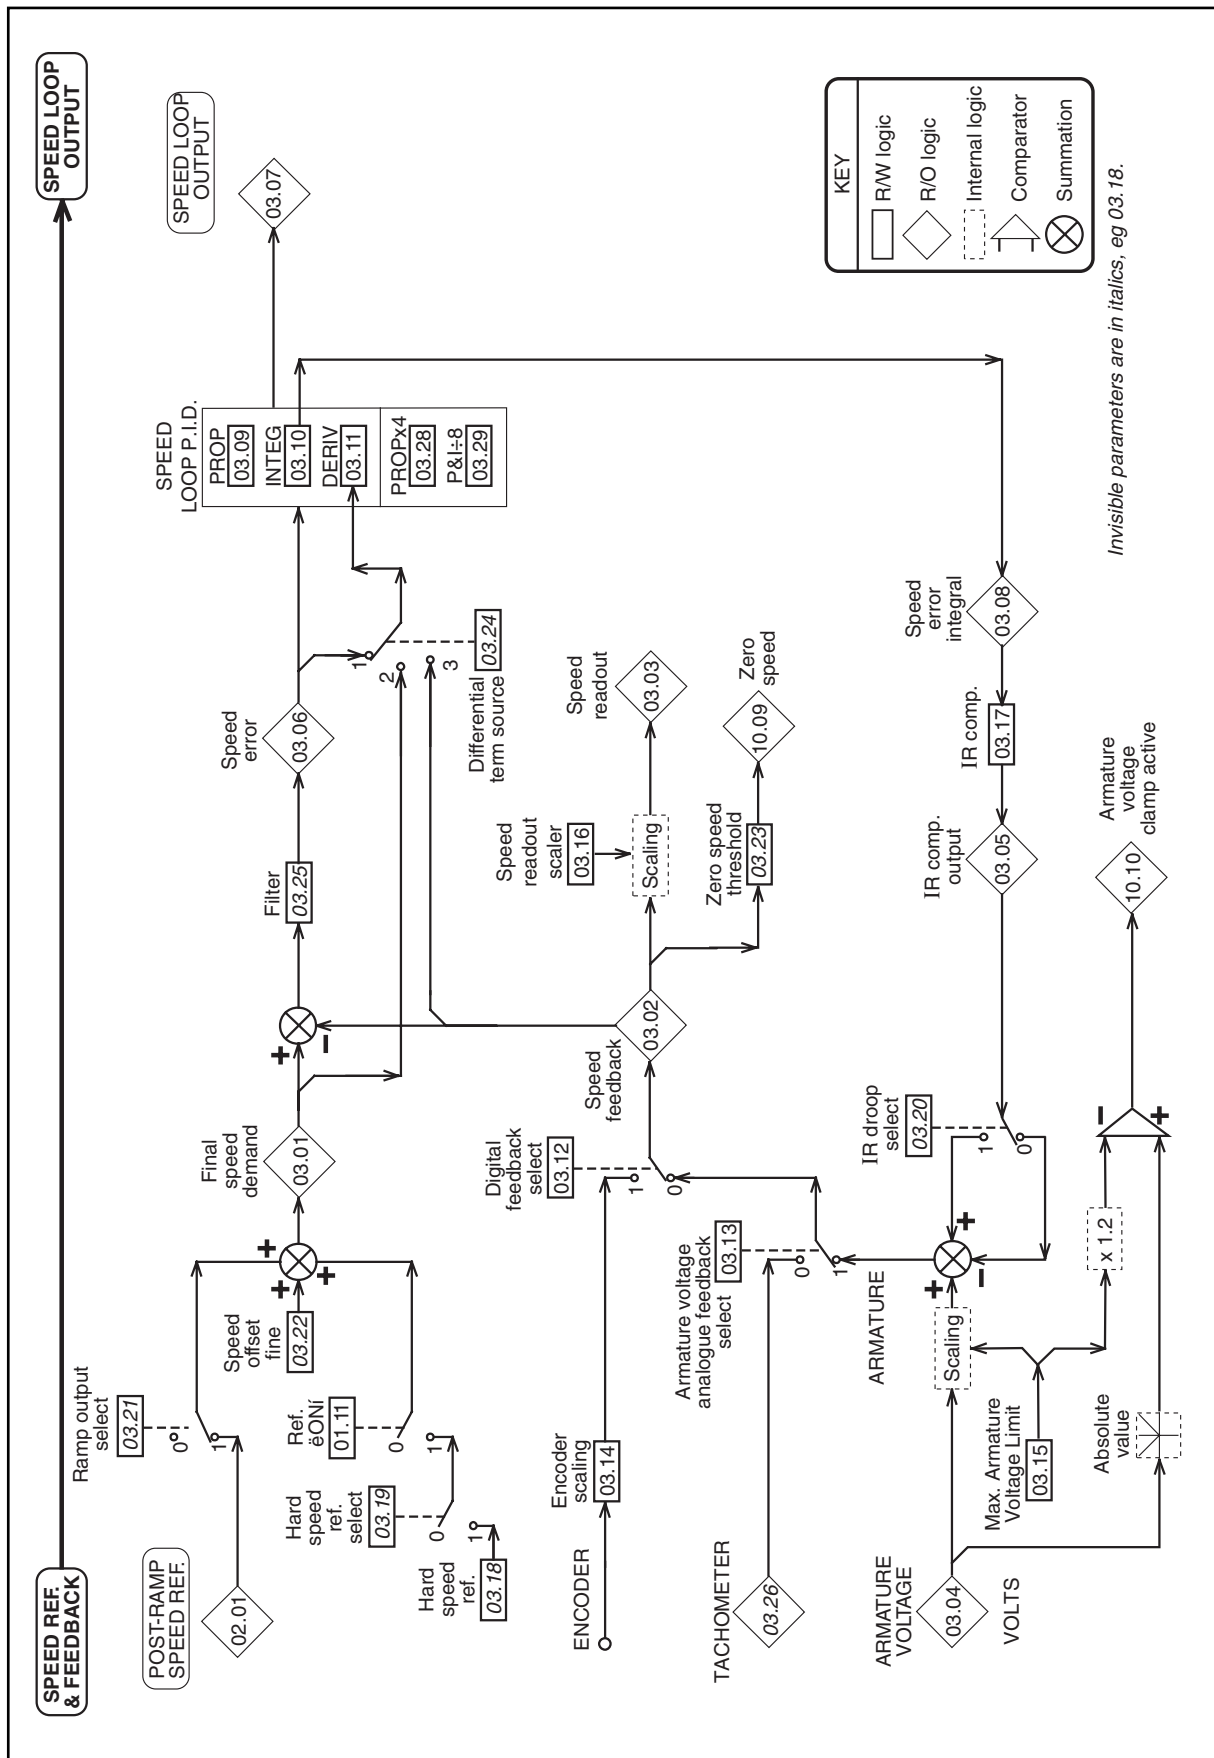 SPEED REF.
& FEEDBACK
SPEED LOOP
OUTPUT
POST-RAMP
SPEED REF.
02.01
Ramp output
select
03.21
0
1
Hard
speed
ref.
03.18
Hard
speed
ref.
select
03.19
0
1
Ref.
ëONí
01.11
0
1
Speed
offset
fine
03.22
+
+
+
Final
speed
demand
03.01
+
−
Filter
03.25
Speed
error
03.06
1
2
3
03.24
Differential
term source
SPEED
LOOP P.I.D.
PROP
03.09
INTEG
03.10
DERIV
03.11
PROPx4
03.28
P&I÷8
03.29
03.07
SPEED LOOP
OUTPUT
ENCODER
Encoder
scaling
03.14
Digital
feedback
select
03.12
1
0
Speed
feedback
03.02
Speed
readout
scaler
03.16
Scaling
Speed
readout
03.03
Zero speed
threshold
03.23
10.09
Zero
speed
TACHOMETER
03.26
Armature voltage
analogue feedback
select
03.13
0
1
ARMATURE
ARMATURE
VOLTAGE
03.04
VOLTS
Scaling
+
+
−
Max. Armature
Voltage Limit
03.15
x 1.2
Absolute
value
IR droop
select
03.20
1
0
−
+
10.10
Armature
voltage
clamp active
IR comp.
output
03.05
IR comp.
03.17
Speed
error
integral
03.08
KEY
R/W logic
R/O logic
Internal logic
Comparator
Summation
Invisible parameters are in italics, eg 03.18.